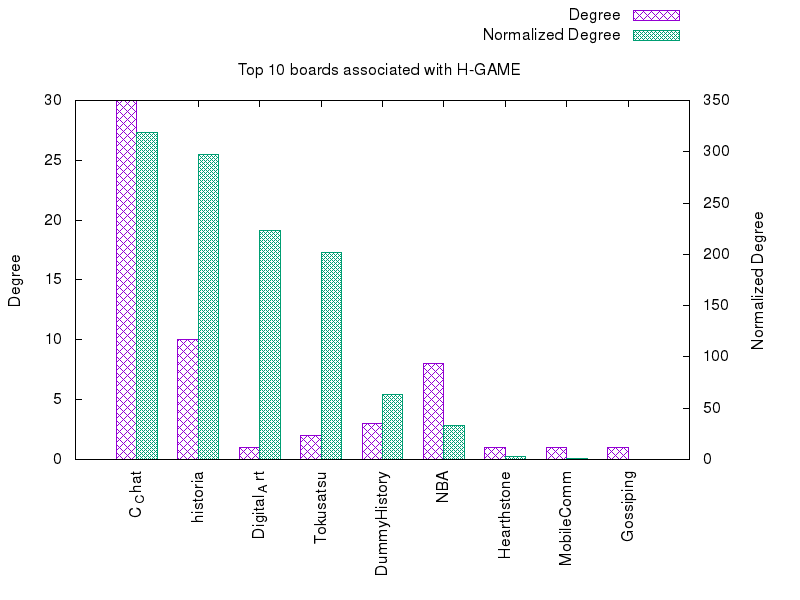 Degree
Normalized Degree
Top 10 boards associated with H-GAME
30
25
20
15
10
5
0
350
300
250
200
150
100
50
0
Degree
Normalized Degree
C_Chat
historia
Digital_Art
Tokusatsu
DummyHistory
NBA
Hearthstone
MobileComm
Gossiping